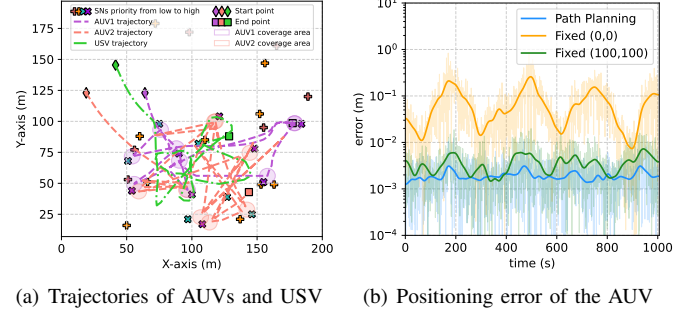 SNs priority from low to high
AUV1 trajectory
AUV2 trajectory
USV trajectory
Start point
End point
AUV1 coverage area
AUV2 coverage area
175
150
125
100
75
50
25
Y-axis (m)
0 50 100 150 200
X-axis (m)
(a) Trajectories of AUVs and USV
Path Planning
Fixed (0,0)
Fixed (100,100)
10⁰
10⁻¹
10⁻²
10⁻³
10⁻⁴
error (m)
0 200 400 600 800 1000
time (s)
(b) Positioning error of the AUV